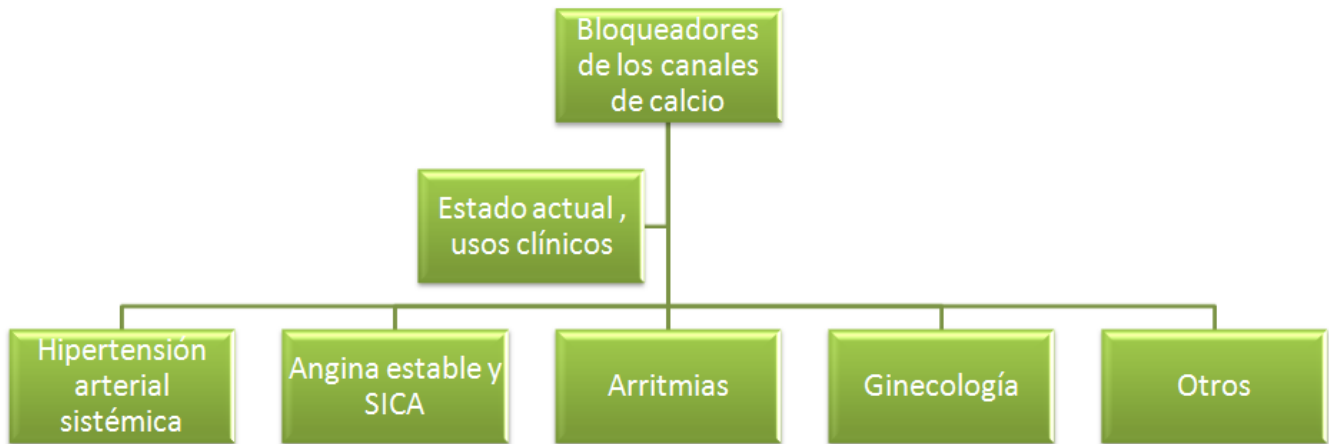 Bloqueadores
de los canales
de calcio
Estado actual ,
usos clínicos
Hipertensión
arterial
sistémica
Angina estable y
SICA
Arritmias
Ginecología
Otros